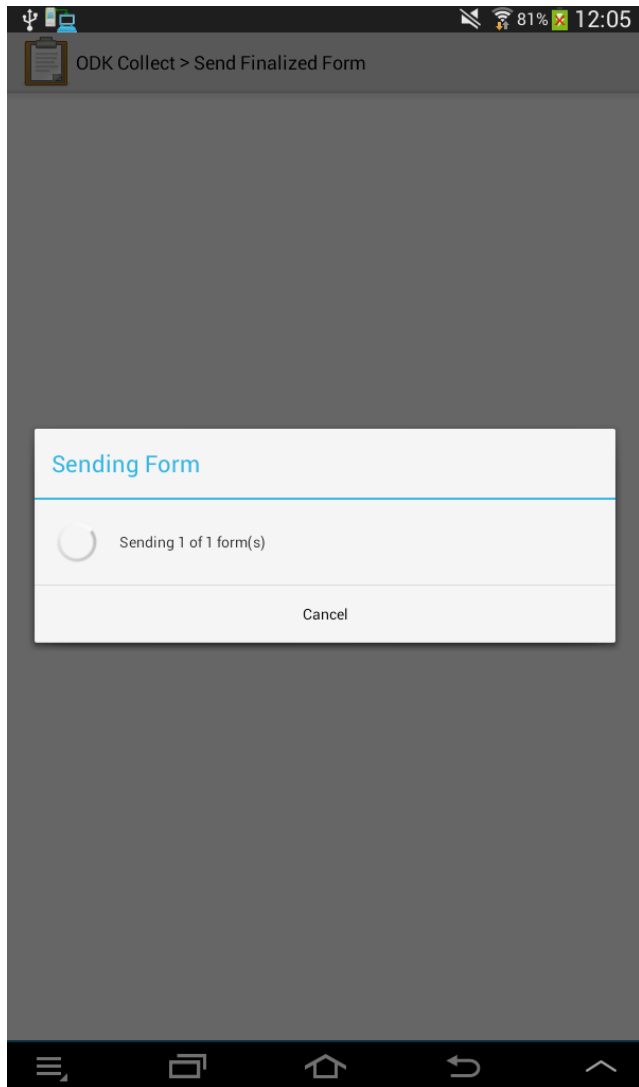 81% 12:05
ODK Collect > Send Finalized Form
Sending Form
Sending 1 of 1 form(s)
Cancel